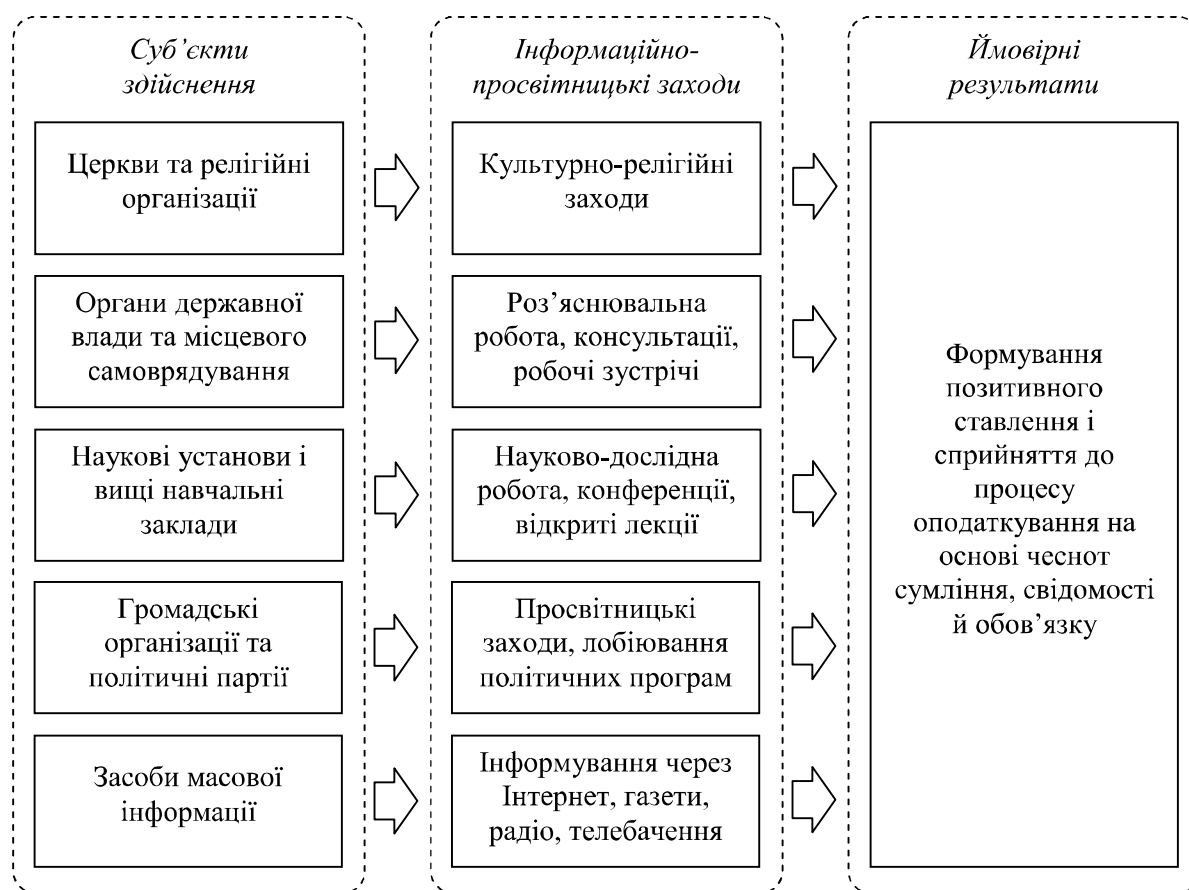 Суб’єкти
здійснення
Інформаційно-
просвітницькі заходи
Ймовірні
результати
Церкви та релігійні
організації
Культурно-релігійні
заходи
Органи державної
влади та місцевого
самоврядування
Роз’яснювальна
робота, консультації,
робочі зустрічі
Наукові установи і
вищі навчальні
заклади
Науково-дослідна
робота, конференції,
відкриті лекції
Громадські
організації та
політичні партії
Просвітницькі
заходи, лобіювання
політичних програм
Засоби масової
інформації
Інформування через
Інтернет, газети,
радіо, телебачення
Формування
позитивного
ставлення і
сприйняття до
процесу
оподаткування на
основі чеснот
сумління, свідомості
й обов’язку